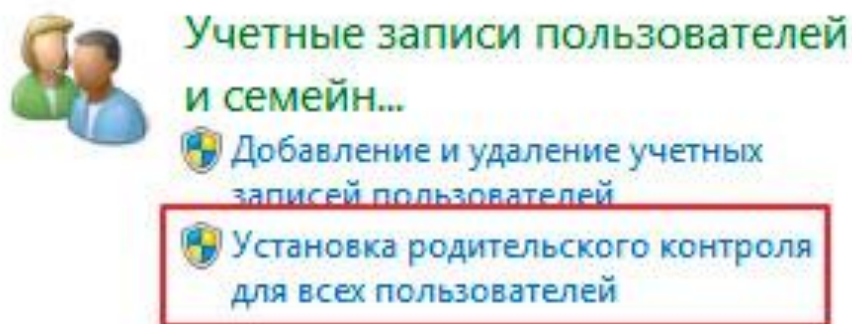 Учетные записи пользователей
и семейн...
Добавление и удаление учетных
записей пользователей
Установка родительского контроля
для всех пользователей